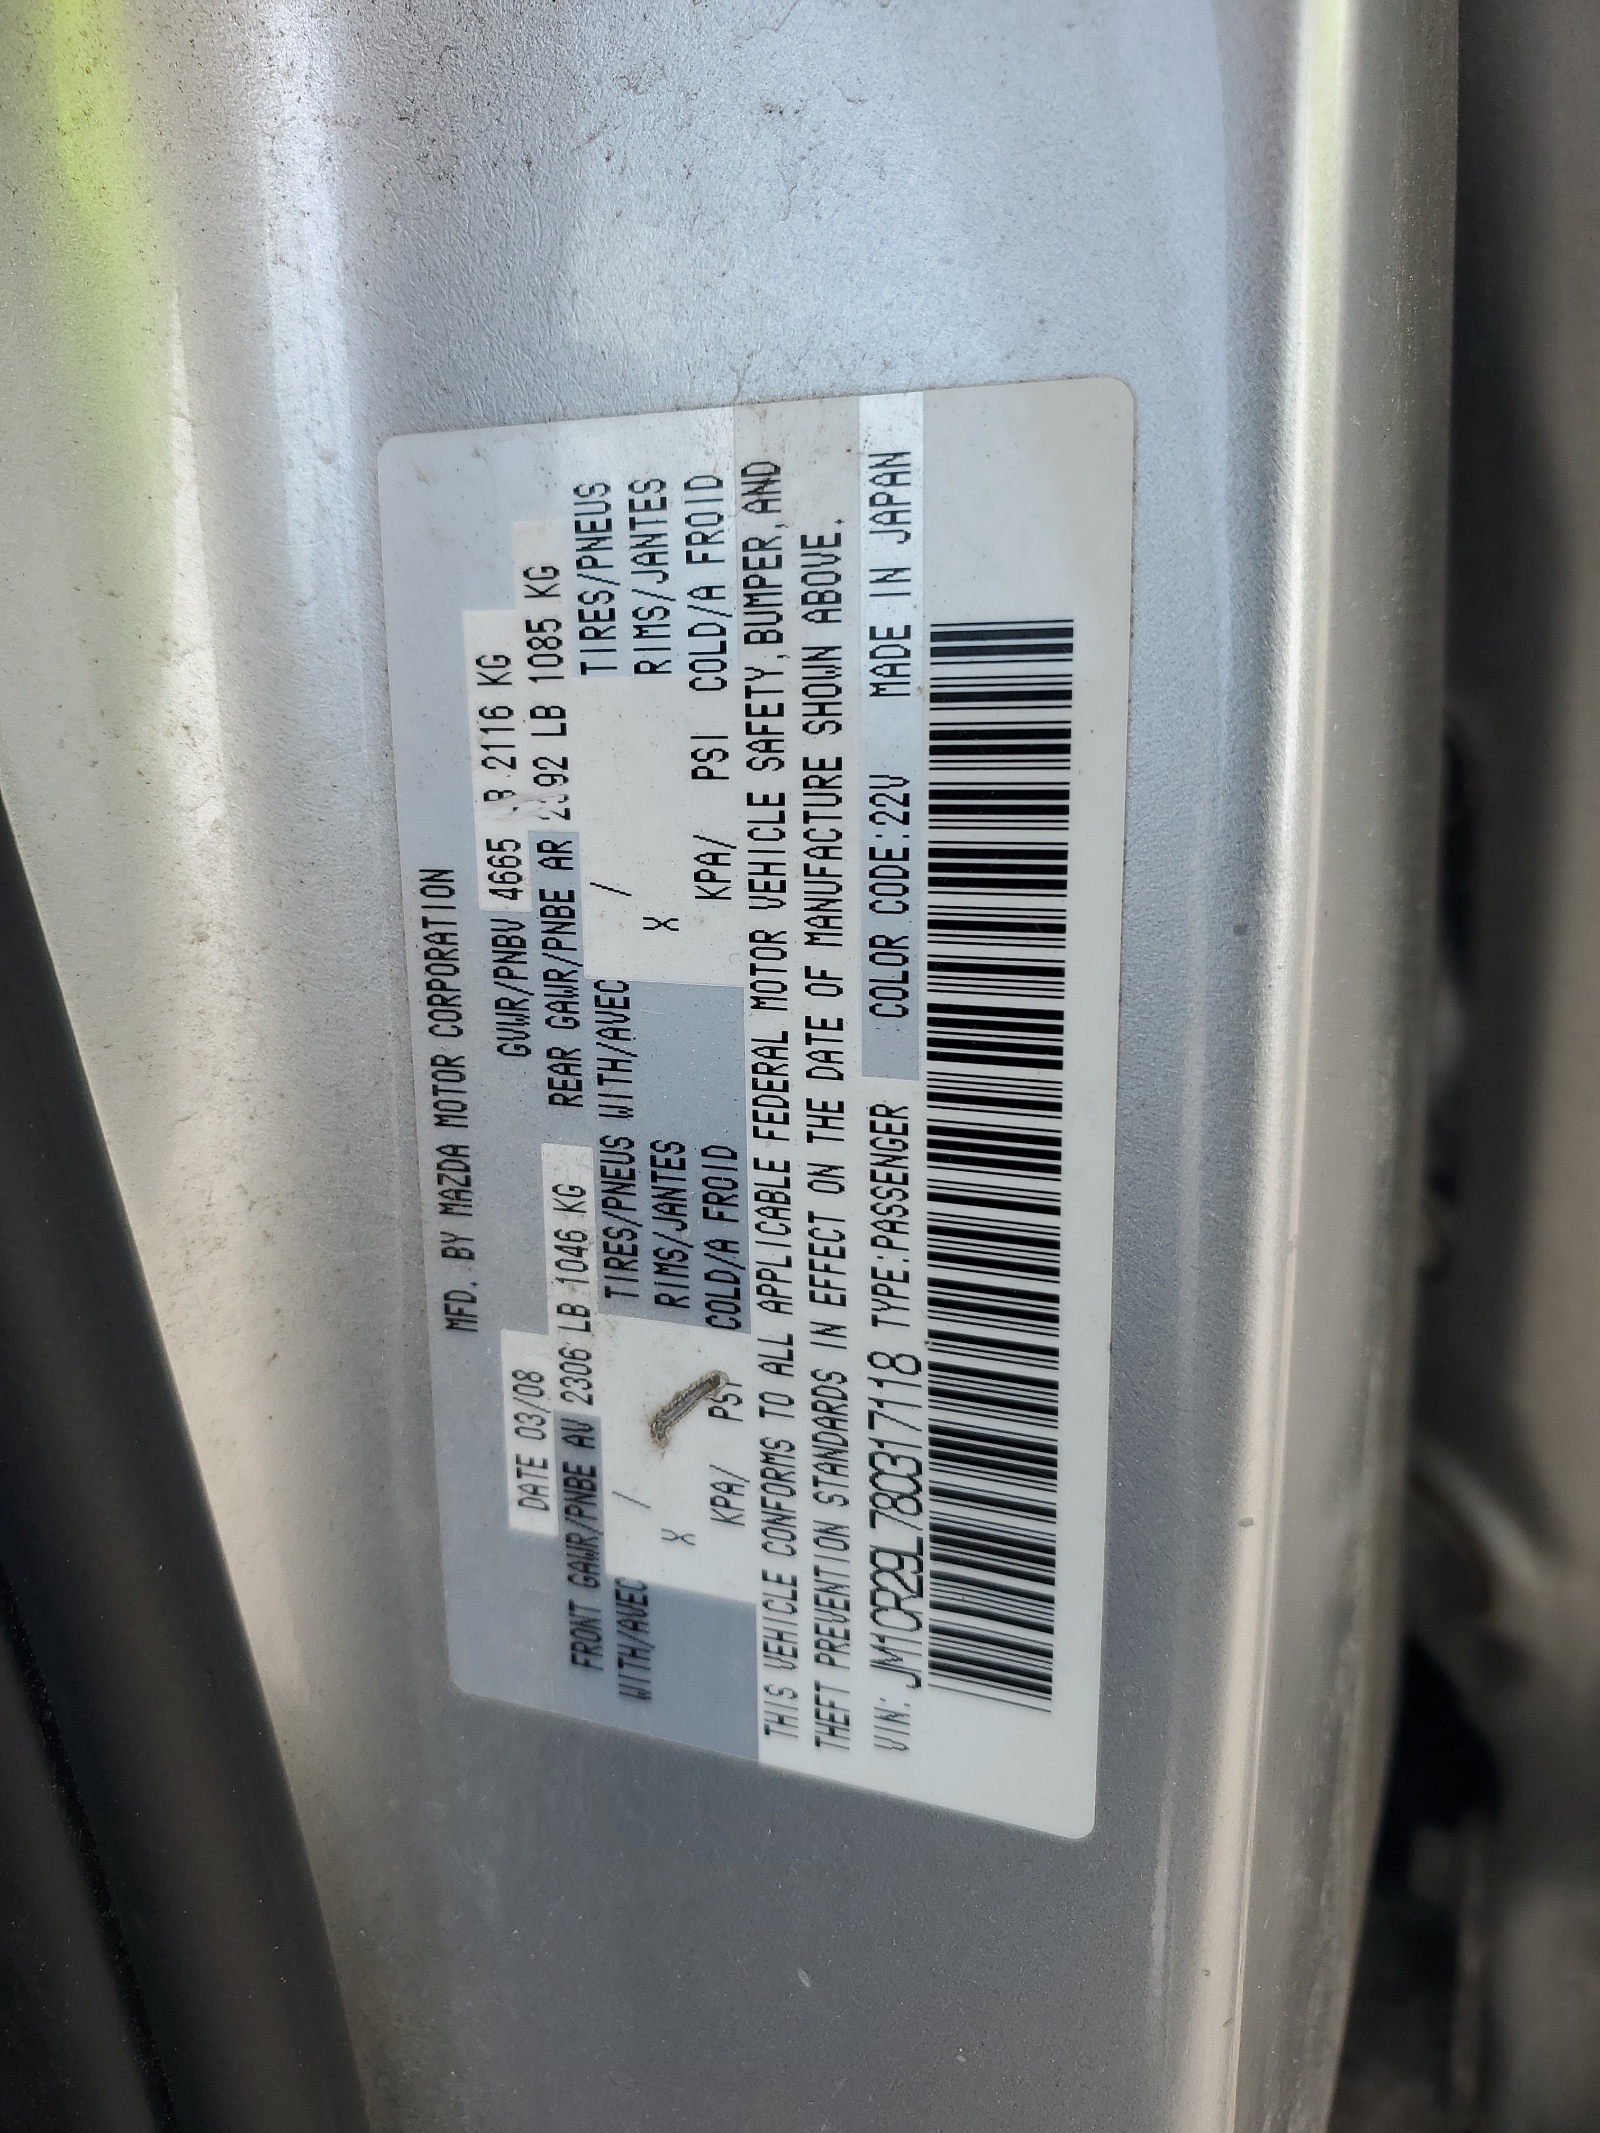 MFD. BY MAZDA MOTOR CORPORATION
DATE 03/08 GVWR/PNBV 4665 B 2116 KG
FRONT GAWR/PNBE AV 2306 LB 1046 KG REAR GAWR/PNBE AR 2392 LB 1085 KG
WITH/AVEC / TIRES/PNEUS WITH/AVEC / TIRES/PNEUS
X RIMS/JANTES X RIMS/JANTES
KPA/ PSI COLD/A FROID KPA/ PSI COLD/A FROID
THIS VEHICLE CONFORMS TO ALL APPLICABLE FEDERAL MOTOR VEHICLE SAFETY,BUMPER,AND
THEFT PREVENTION STANDARDS IN EFFECT ON THE DATE OF MANUFACTURE SHOWN ABOVE.
VIN: JM1CR29L780317118 TYPE:PASSENGER COLOR CODE:22V MADE IN JAPAN